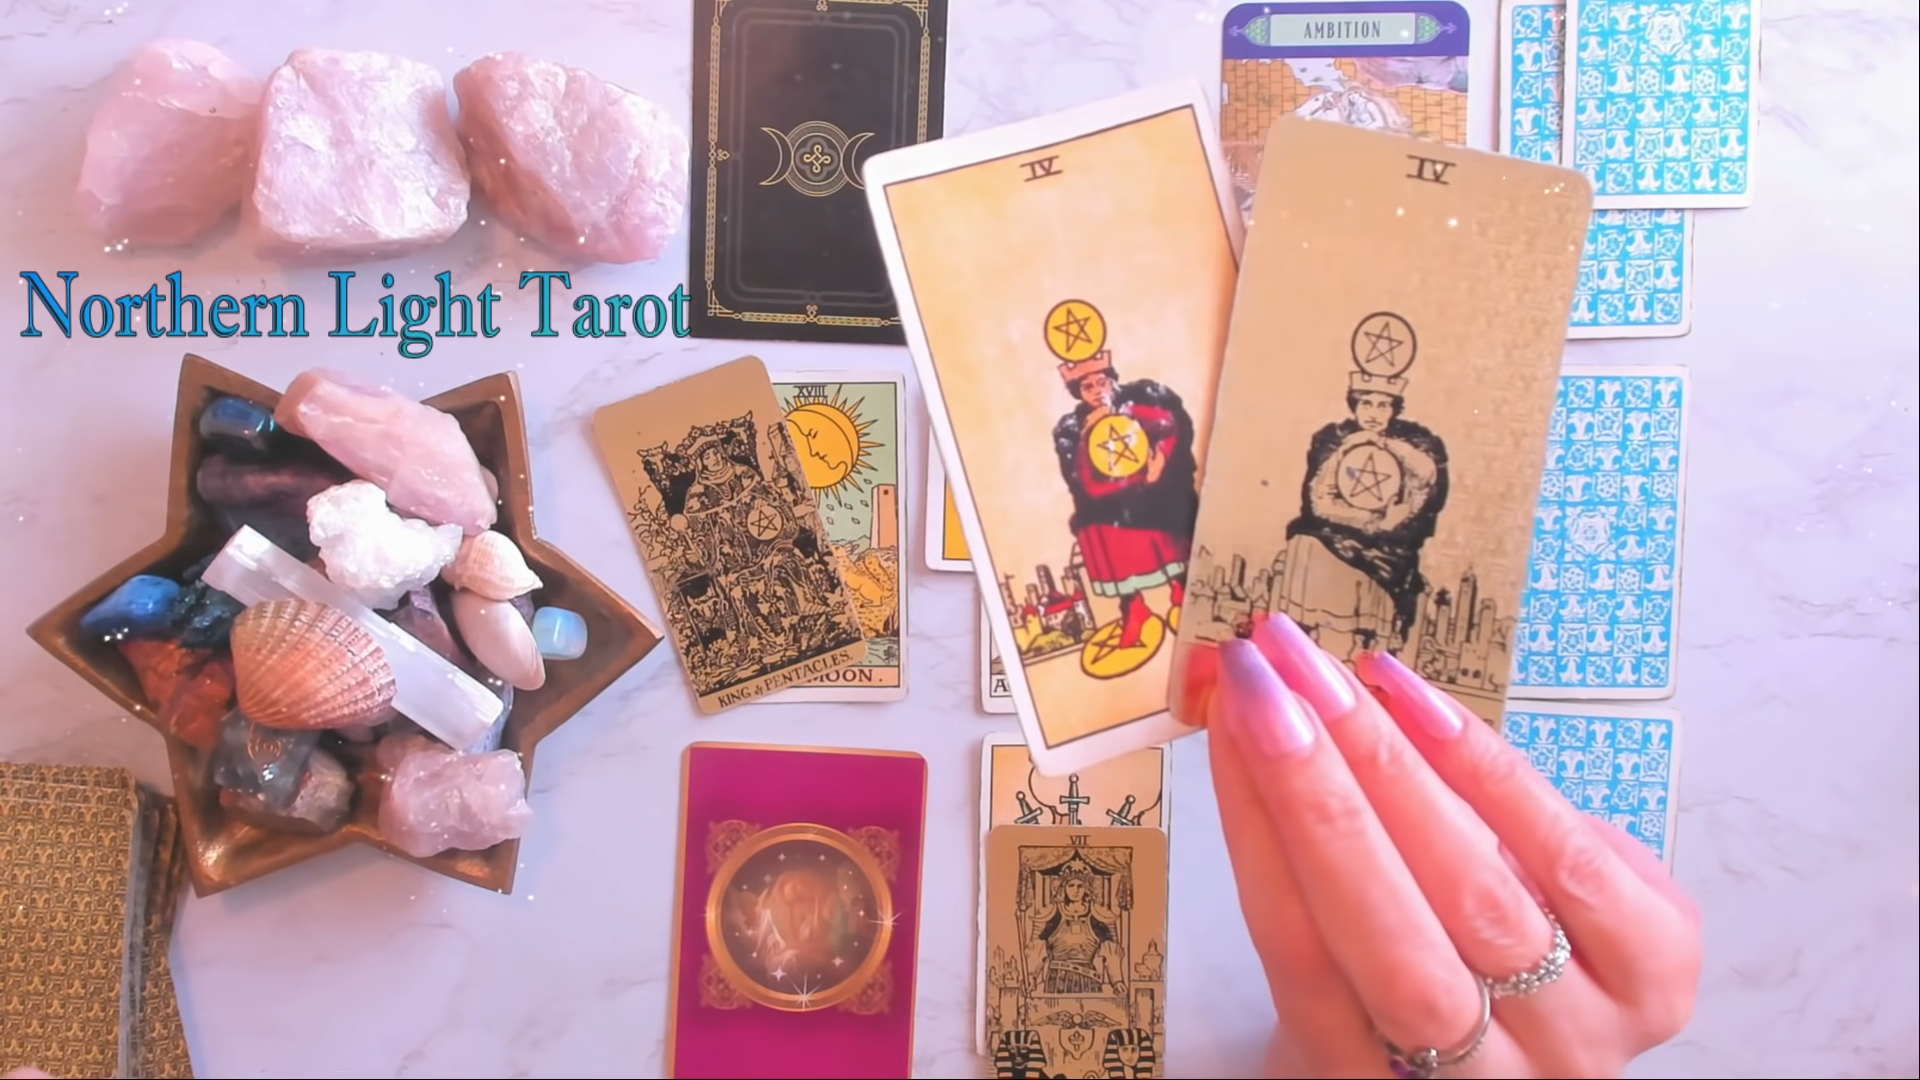 AMBITION
IV
IV
Northern Light Tarot
XVIII
KING of PENTACLES.
MOON.
A
VII